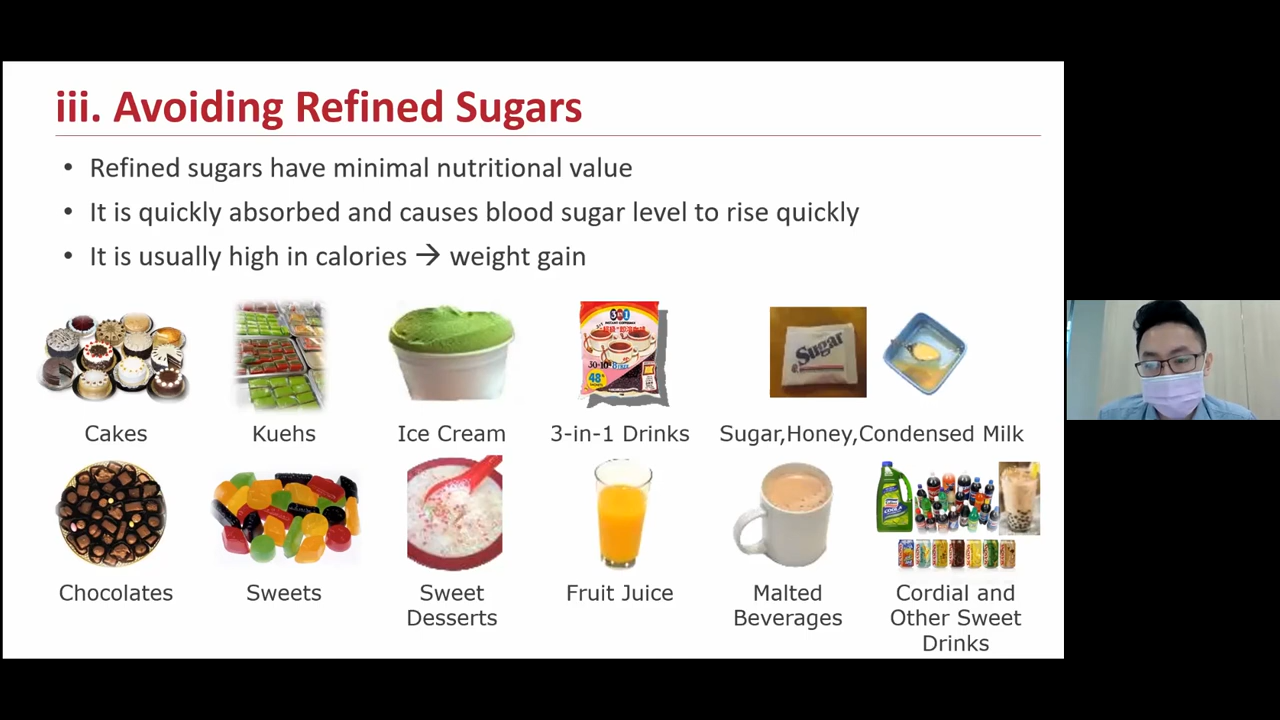 iii. Avoiding Refined Sugars
• Refined sugars have minimal nutritional value
• It is quickly absorbed and causes blood sugar level to rise quickly
• It is usually high in calories → weight gain
3in1
48
Sugar
Cakes
Kuehs
Ice Cream
3-in-1 Drinks
Sugar,Honey,Condensed Milk
Chocolates
Sweets
Sweet
Desserts
Fruit Juice
Malted
Beverages
Cordial and
Other Sweet
Drinks